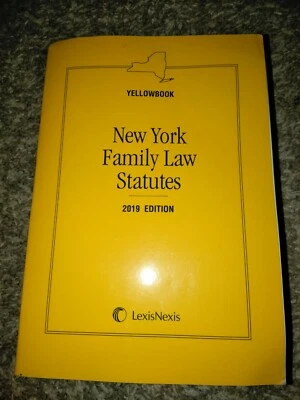 YELLOWBOOK
New York
Family Law
Statutes
2019 EDITION
LexisNexis